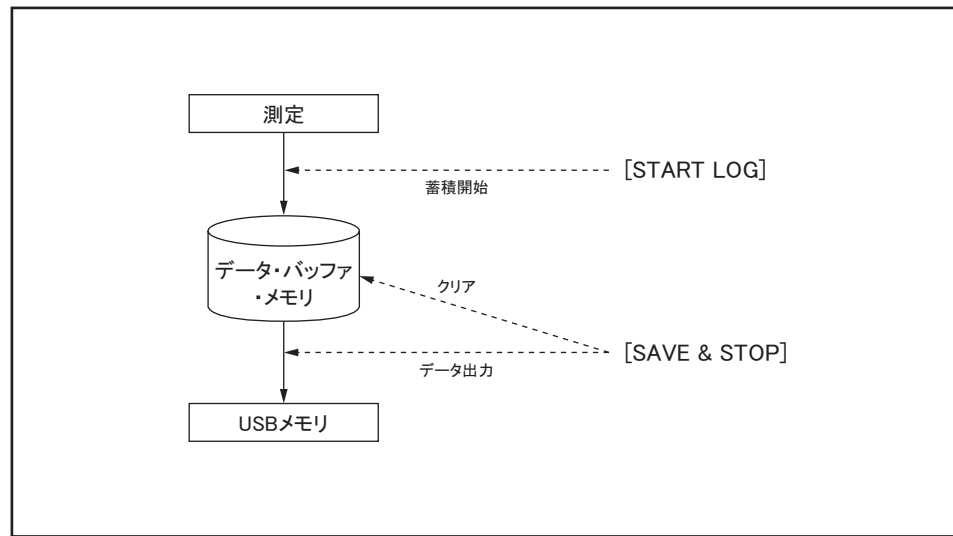 測定
[START LOG]
蓄積開始
データ・バッファ
・メモリ
クリア
[SAVE & STOP]
データ出力
USBメモリ